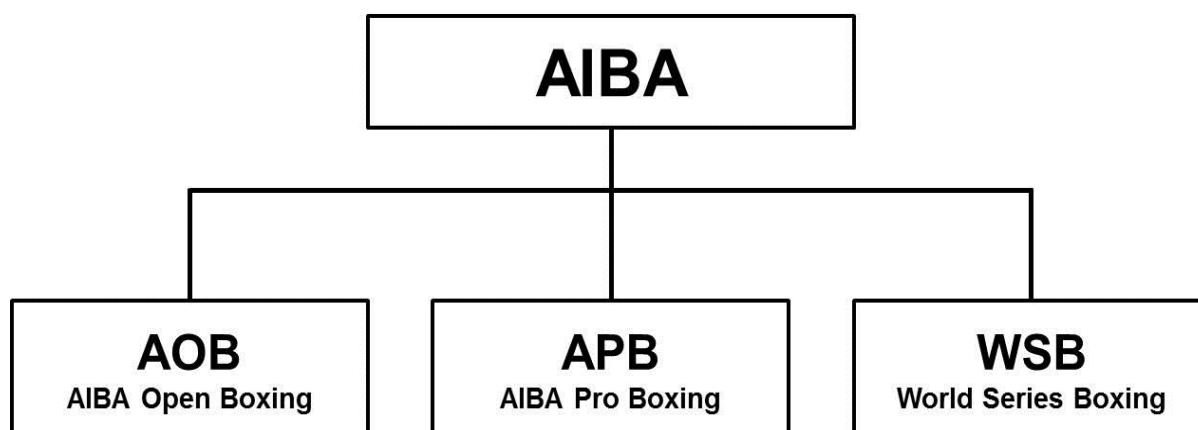 AIBA
AOB
AIBA Open Boxing
APB
AIBA Pro Boxing
WSB
World Series Boxing